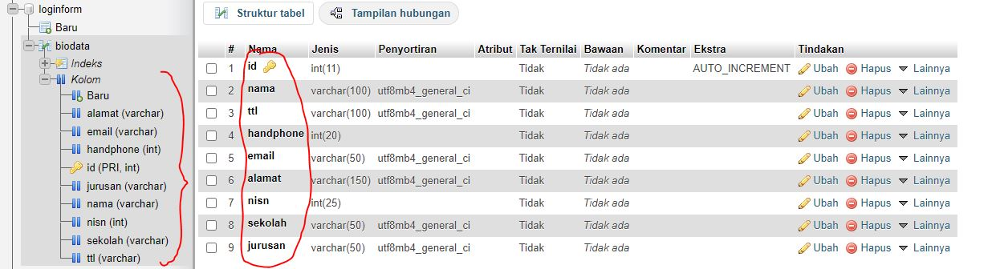 loginform
Baru
biodata
Indeks
Kolom
Baru
alamat (varchar)
email (varchar)
handphone (int)
id (PRI, int)
jurusan (varchar)
nama (varchar)
nisn (int)
sekolah (varchar)
ttl (varchar)
Struktur tabel Tampilan hubungan
# Nama Jenis Penyortiran Atribut Tak Ternilai Bawaan Komentar Ekstra Tindakan
1 id int(11) Tidak Tidak ada AUTO_INCREMENT Ubah Hapus Lainnya
2 nama varchar(100) utf8mb4_general_ci Tidak Tidak ada Ubah Hapus Lainnya
3 ttl varchar(100) utf8mb4_general_ci Tidak Tidak ada Ubah Hapus Lainnya
4 handphone int(20) Tidak Tidak ada Ubah Hapus Lainnya
5 email varchar(50) utf8mb4_general_ci Tidak Tidak ada Ubah Hapus Lainnya
6 alamat varchar(150) utf8mb4_general_ci Tidak Tidak ada Ubah Hapus Lainnya
7 nisn int(25) Tidak Tidak ada Ubah Hapus Lainnya
8 sekolah varchar(50) utf8mb4_general_ci Tidak Tidak ada Ubah Hapus Lainnya
9 jurusan varchar(50) utf8mb4_general_ci Tidak Tidak ada Ubah Hapus Lainnya